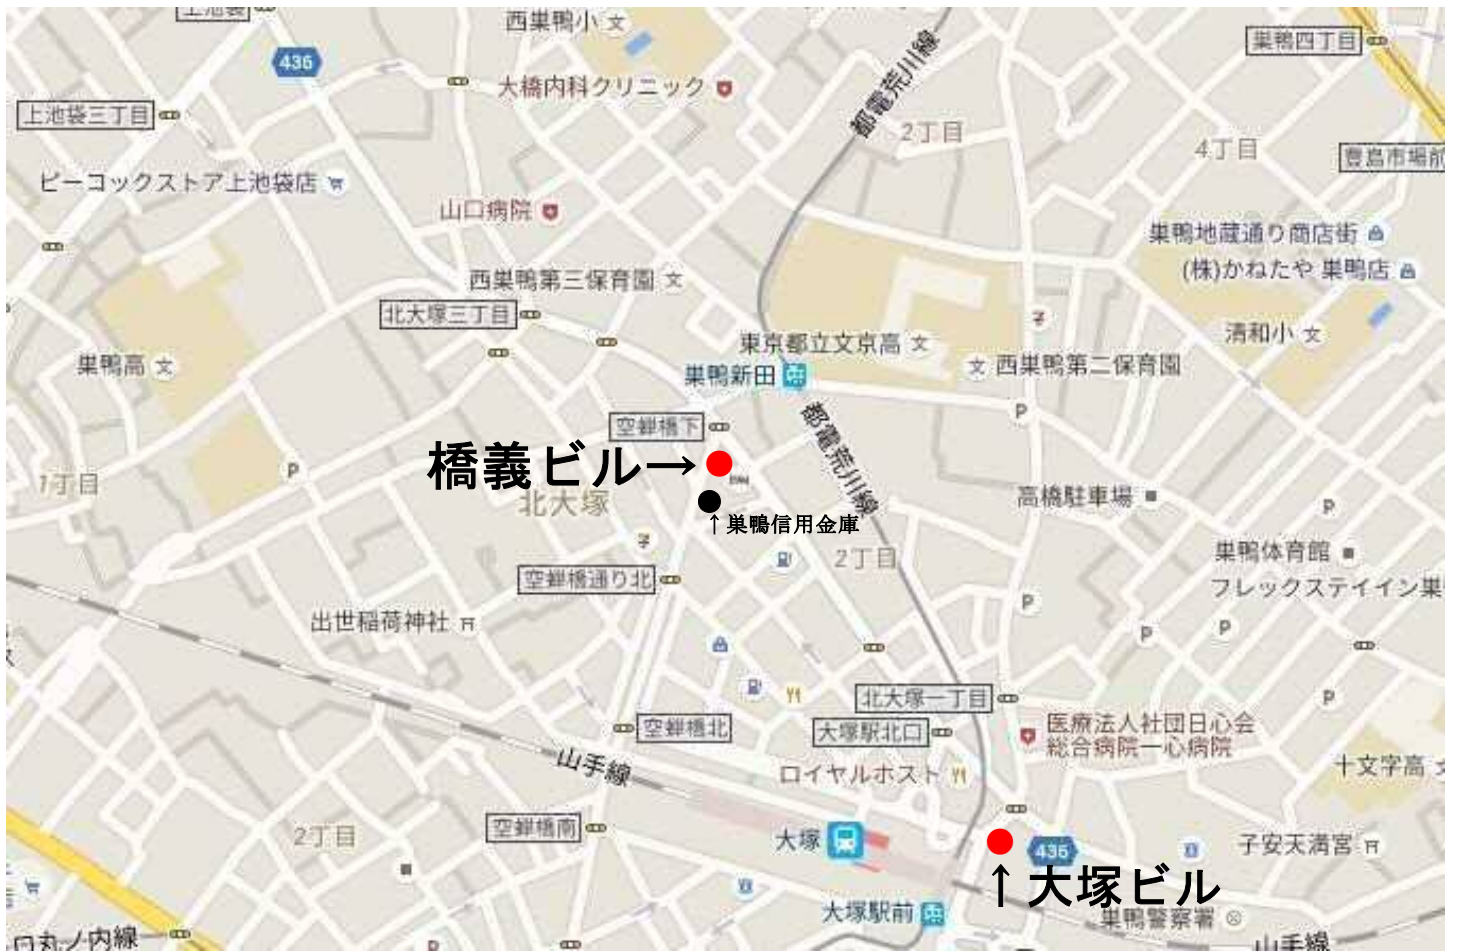 上池袋
西巣鴨小
436
巣鴨四丁目
都電荒川線
大橋内科クリニック
上池袋三丁目
2丁目
4丁目
豊島市場前
ピーコックストア上池袋店
山口病院
巣鴨地蔵通り商店街
(株)かねたや 巣鴨店
西巣鴨第三保育園
北大塚三丁目
清和小
東京都立文京高
巣鴨高
西巣鴨第二保育園
巣鴨新田
P
空蝉橋下
都電荒川線
橋義ビル→
P
1丁目
北大塚
高橋駐車場
P
↑巣鴨信用金庫
2丁目
巣鴨体育館
空蝉橋通り北
フレックステイイン巣
P
出世稲荷神社
P
P
北大塚一丁目
P
空蝉橋北
大塚駅北口
医療法人社団日心会
総合病院一心病院
山手線
ロイヤルホスト
十文字高
空蝉橋南
2丁目
大塚
436
子安天満宮
↑大塚ビル
大塚駅前
巣鴨警察署
丸ノ内線
P
山手線